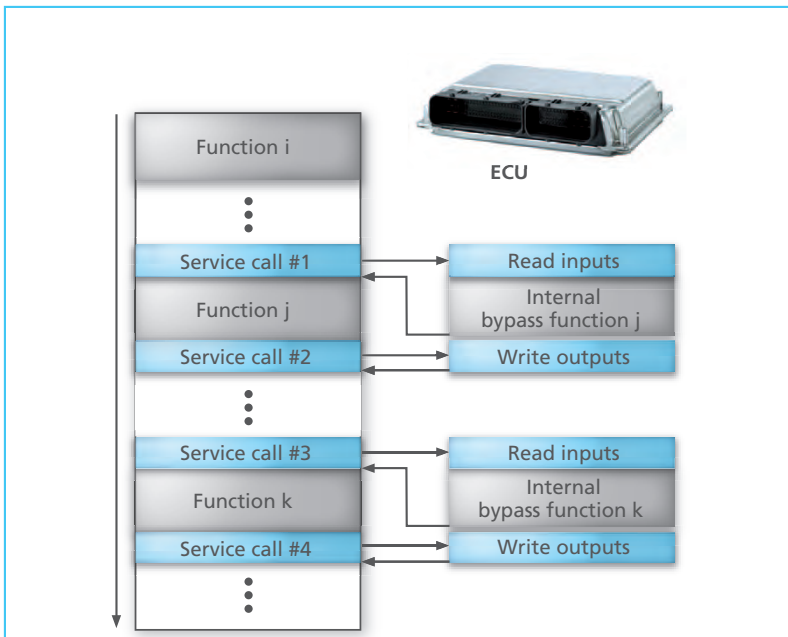 Function i
ECU
Service call #1
Read inputs
Function j
Internal
bypass function j
Service call #2
Write outputs
Service call #3
Read inputs
Function k
Internal
bypass function k
Service call #4
Write outputs